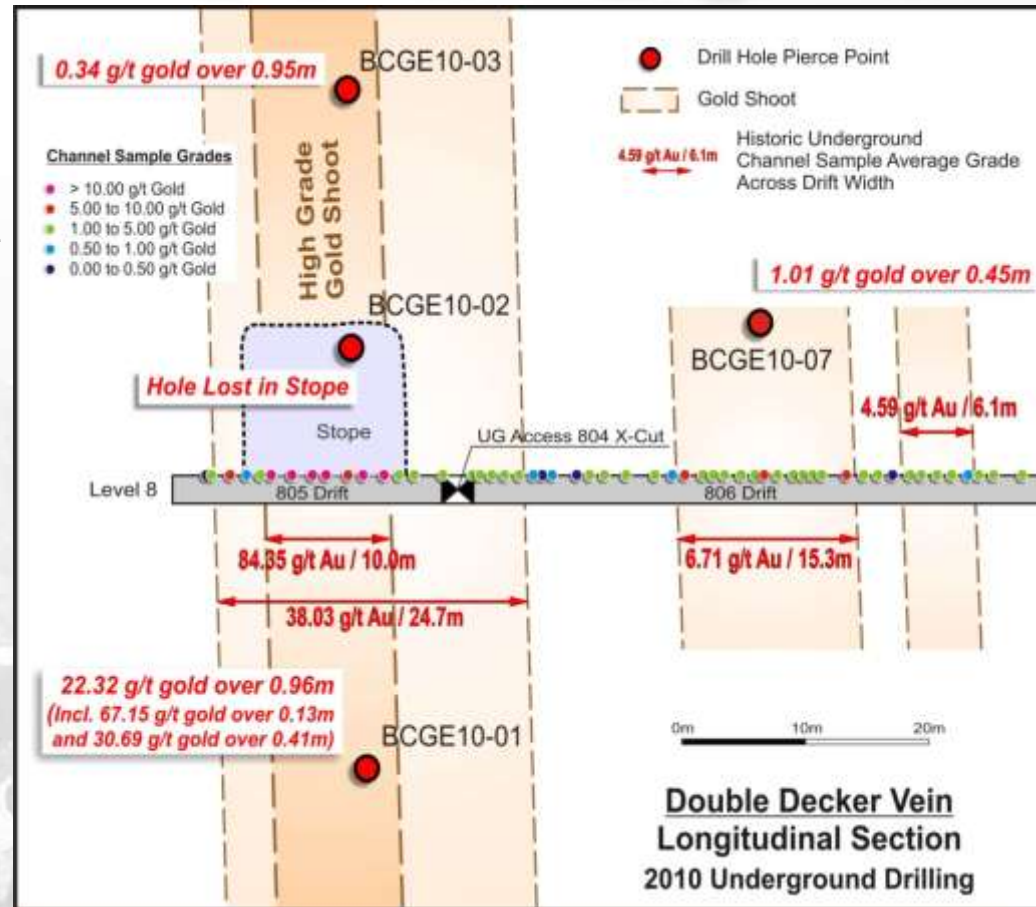 0.34 g/t gold over 0.95m
BCGE10-03
Drill Hole Pierce Point
Gold Shoot
4.59 g/t Au / 6.1m
Historic Underground
Channel Sample Average Grade
Across Drift Width
Channel Sample Grades
> 10.00 g/t Gold
5.00 to 10.00 g/t Gold
1.00 to 5.00 g/t Gold
0.50 to 1.00 g/t Gold
0.00 to 0.50 g/t Gold
High Grade
Gold Shoot
BCGE10-02
1.01 g/t gold over 0.45m
BCGE10-07
Hole Lost in Stope
Stope
UG Access 804 X-Cut
4.59 g/t Au / 6.1m
Level 8
805 Drift
806 Drift
84.35 g/t Au / 10.0m
6.71 g/t Au / 15.3m
38.03 g/t Au / 24.7m
22.32 g/t gold over 0.96m
(Incl. 67.15 g/t gold over 0.13m
and 30.69 g/t gold over 0.41m)
BCGE10-01
0m 10m 20m
Double Decker Vein
Longitudinal Section
2010 Underground Drilling